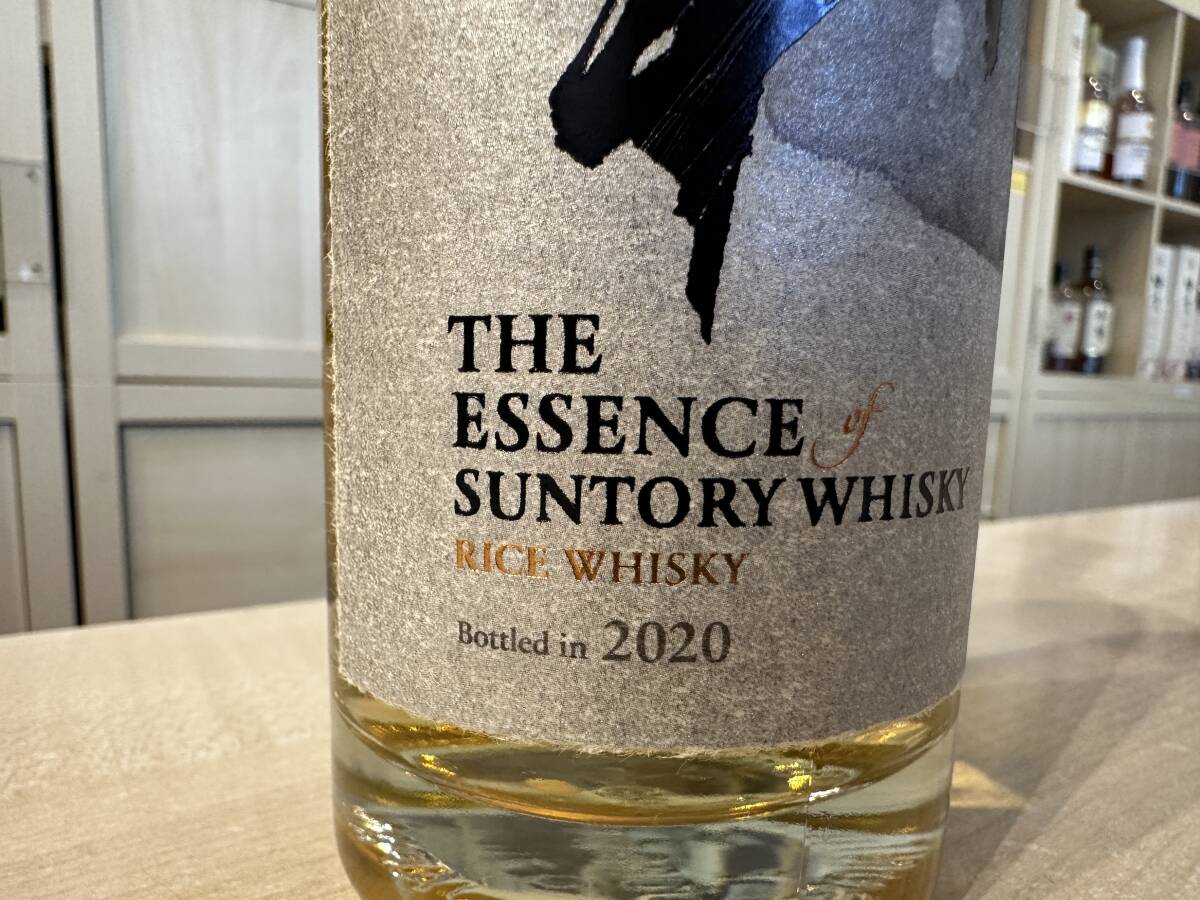 THE
ESSENCE of
SUNTORY WHISKY
RICE WHISKY
Bottled in 2020